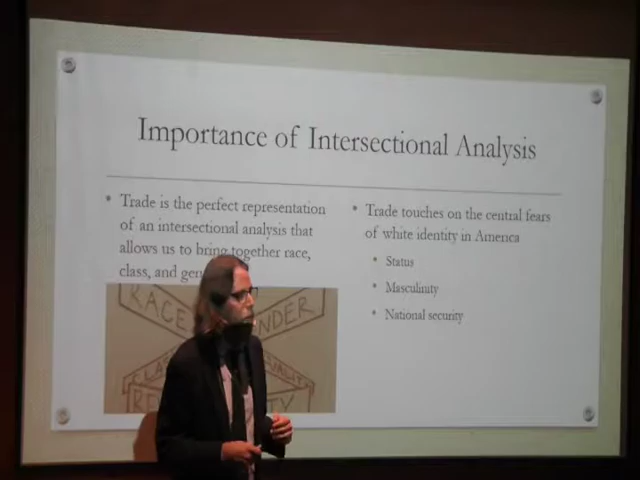 Importance of Intersectional Analysis
• Trade is the perfect representation
of an intersectional analysis that
allows us to bring together race,
class, and gen
• Trade touches on the central fears
of white identity in America
• Status
• Masculinity
• National security
RACE
NDER